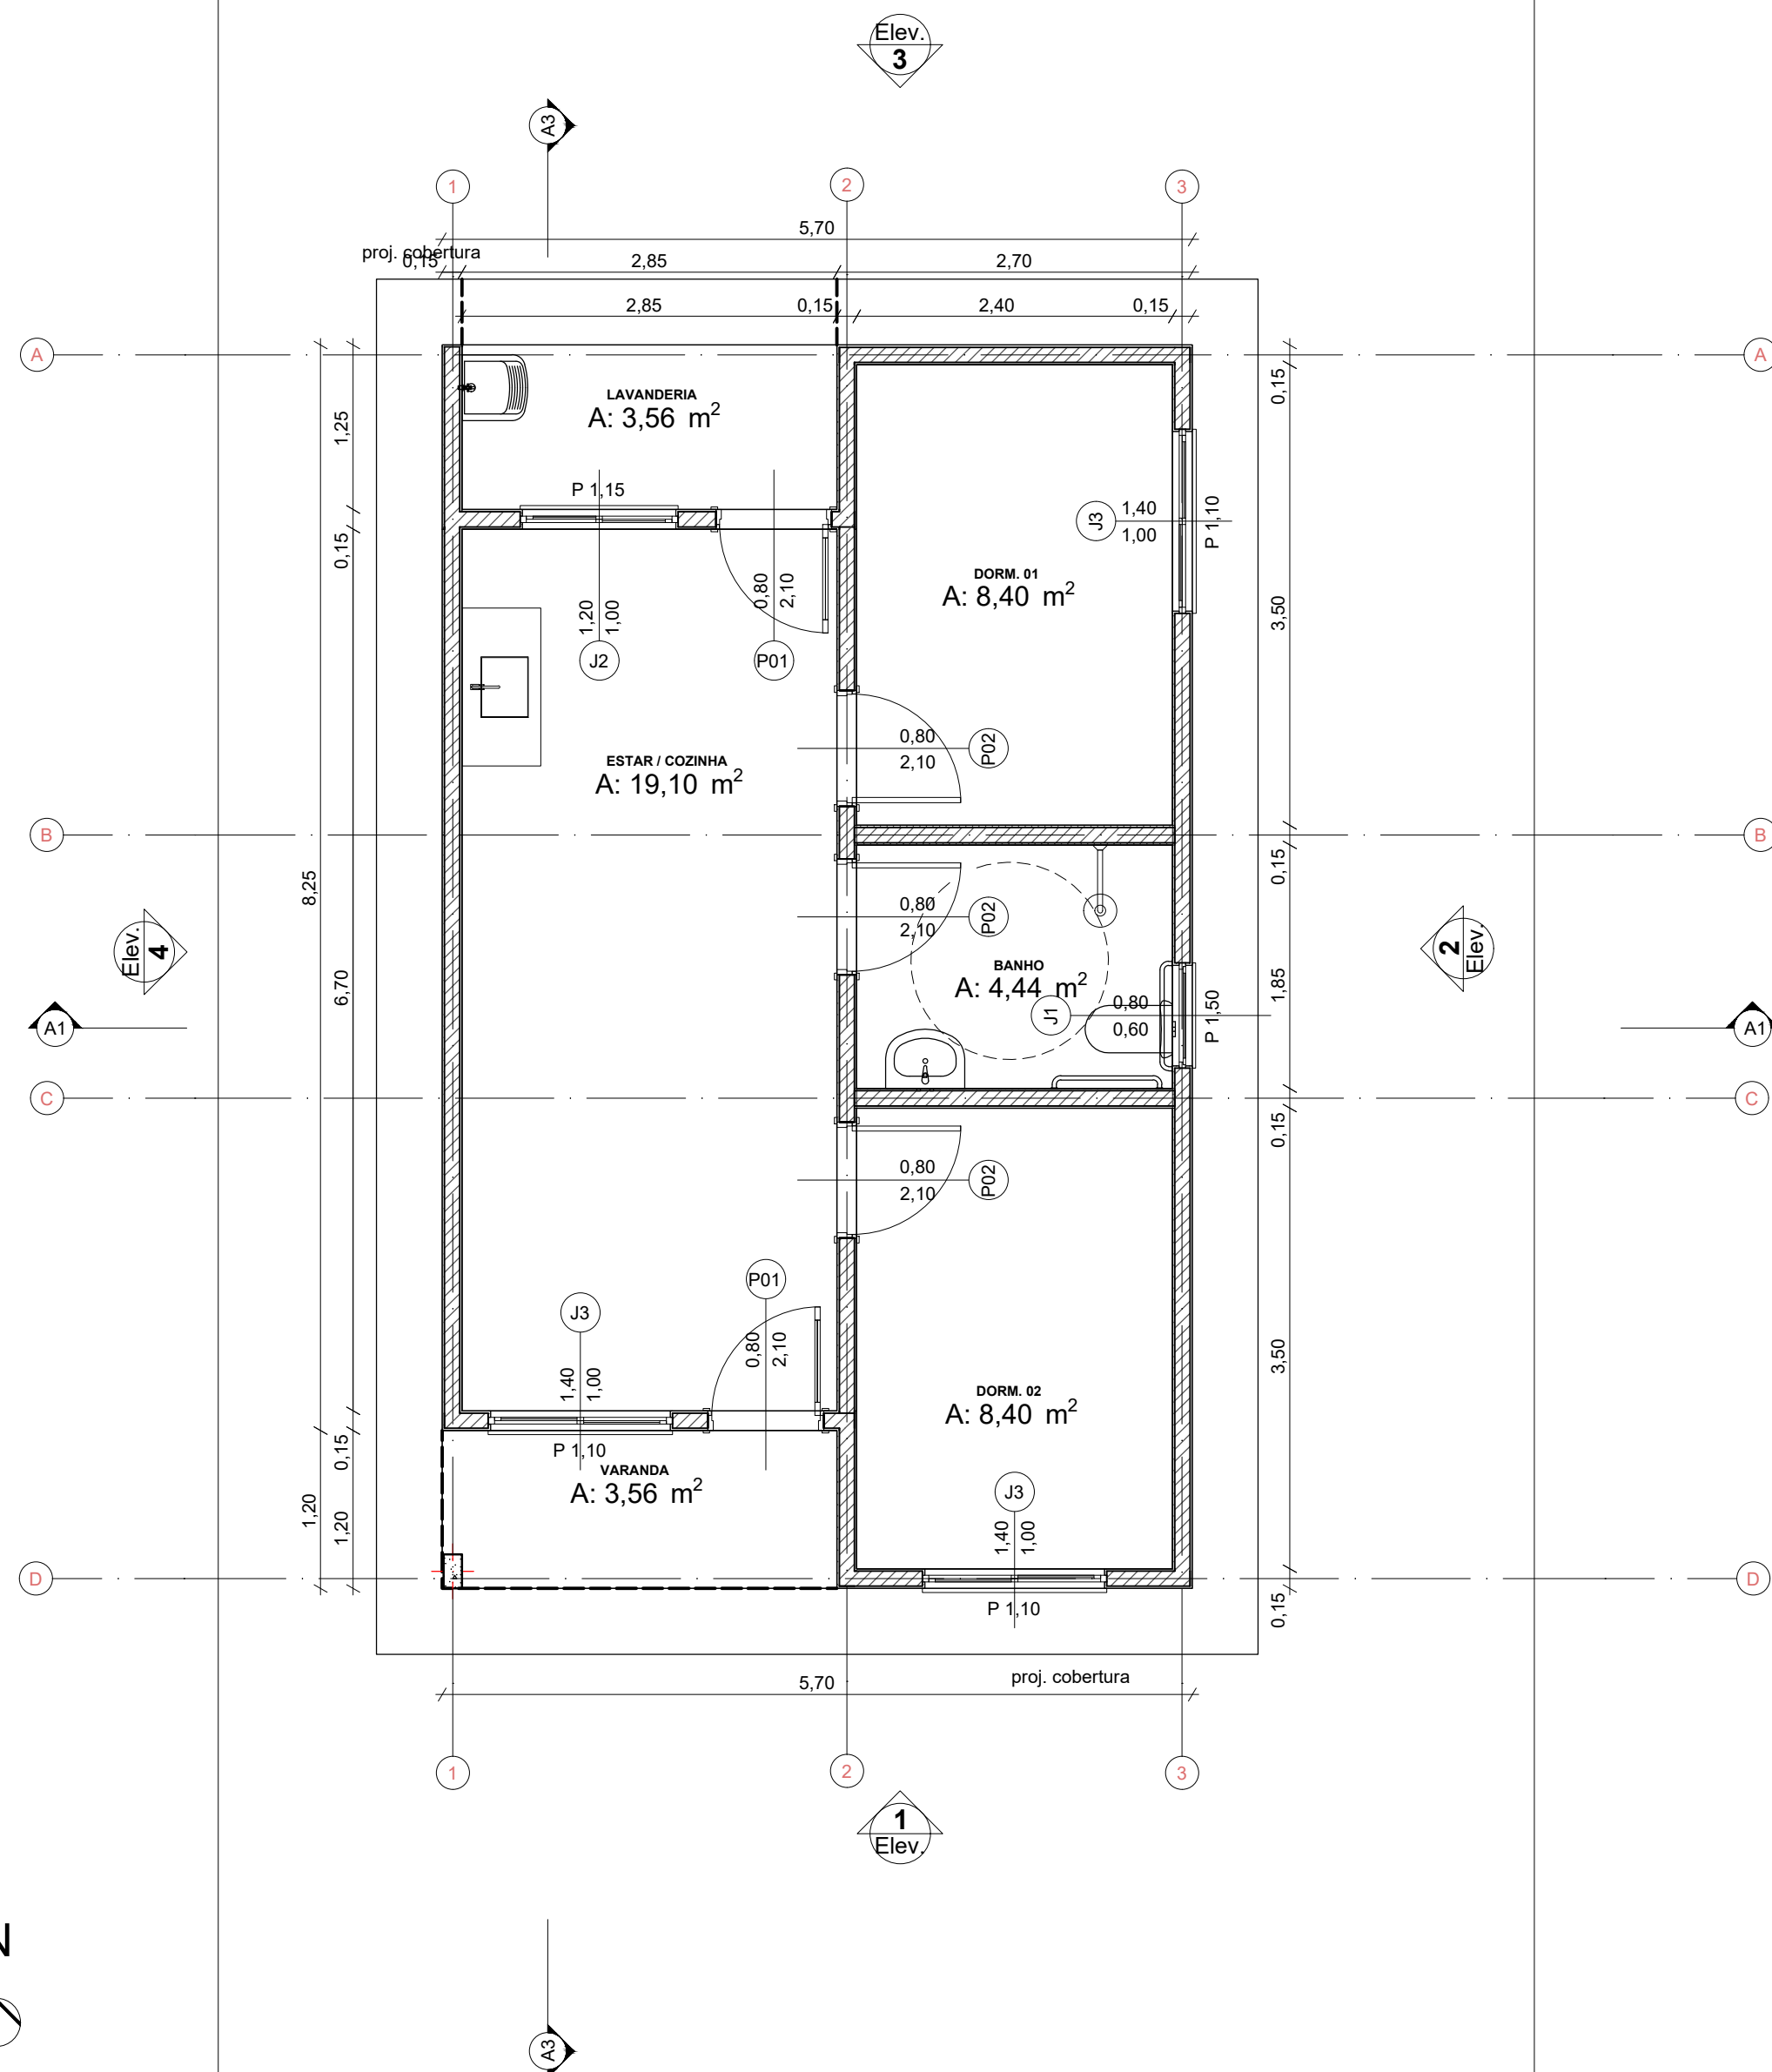 Elev.
3
A3
1
2
3
5,70
proj. cobertura
0,15
2,85
2,70
2,85
0,15
2,40
0,15
A
A
LAVANDERIA
A: 3,56 m²
0,15
1,25
P 1,15
J3
1,40
1,00
P 1,10
0,15
DORM. 01
A: 8,40 m²
1,20
1,00
0,80
2,10
3,50
J2
P01
0,80
2,10
P02
ESTAR / COZINHA
A: 19,10 m²
B
B
8,25
0,15
0,80
2,10
P02
Elev.
4
2
Elev.
6,70
BANHO
A: 4,44 m²
1,85
J1
0,80
0,60
P 1,50
A1
A1
C
C
0,15
0,80
2,10
P02
P01
J3
1,40
1,00
0,80
2,10
3,50
DORM. 02
A: 8,40 m²
P 1,10
0,15
VARANDA
A: 3,56 m²
J3
1,20
1,20
1,40
1,00
D
D
P 1,10
0,15
proj. cobertura
5,70
1
2
3
1
Elev.
N
A3